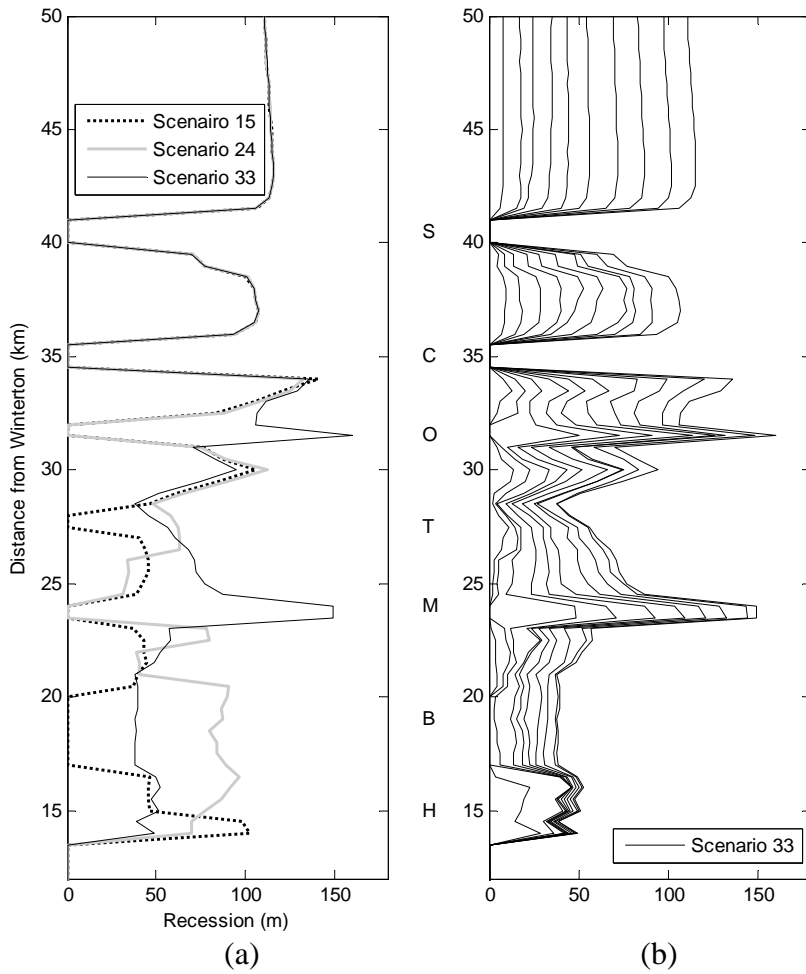 50
45
40
35
30
25
20
15
Distance from Winterton (km)
Scenairo 15
Scenario 24
Scenario 33
0
50
100
150
Recession (m)
(a)
S
C
O
T
M
B
H
50
45
40
35
30
25
20
15
Scenario 33
0
50
100
150
(b)